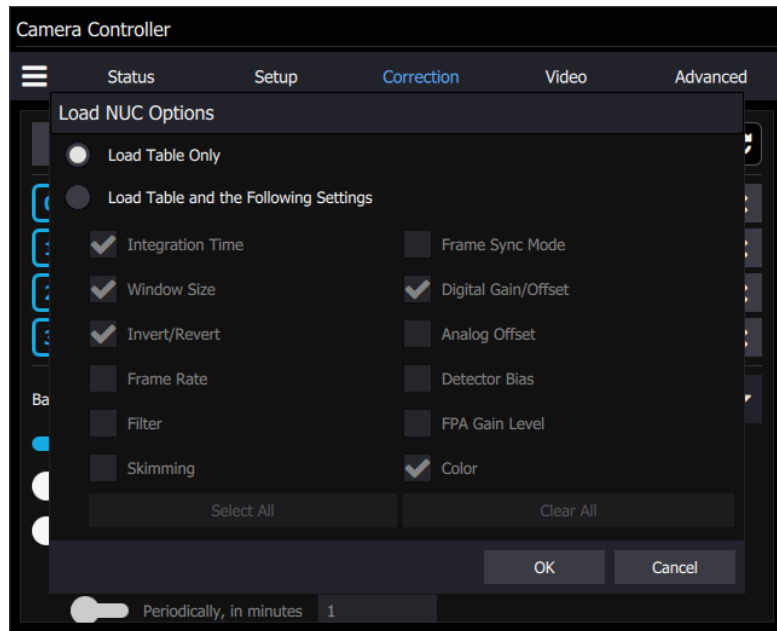 Camera Controller
Status Setup Correction Video Advanced
Load NUC Options
Load Table Only
Load Table and the Following Settings
Integration Time Frame Sync Mode
Window Size Digital Gain/Offset
Invert/Revert Analog Offset
Frame Rate Detector Bias
Ba
Filter FPA Gain Level
Skimming Color
Select All Clear All
OK Cancel
Periodically, in minutes 1